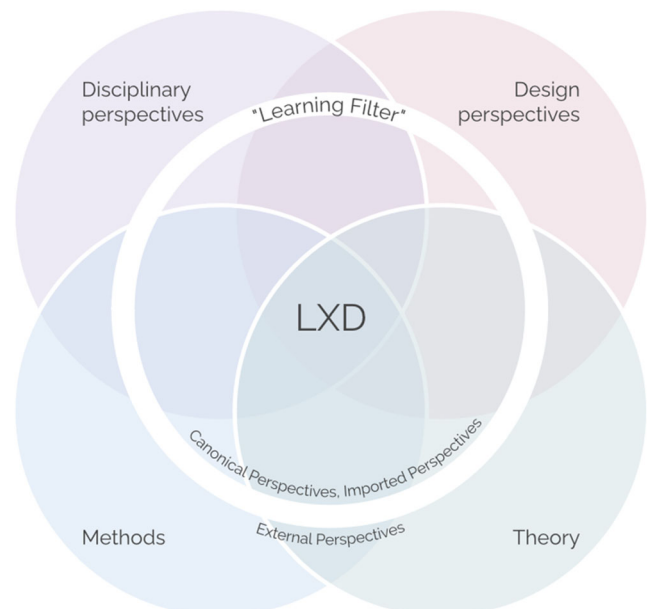 Disciplinary
perspectives
Design
perspectives
"Learning Filter"
LXD
Canonical Perspectives, Imported Perspectives
External Perspectives
Methods
Theory